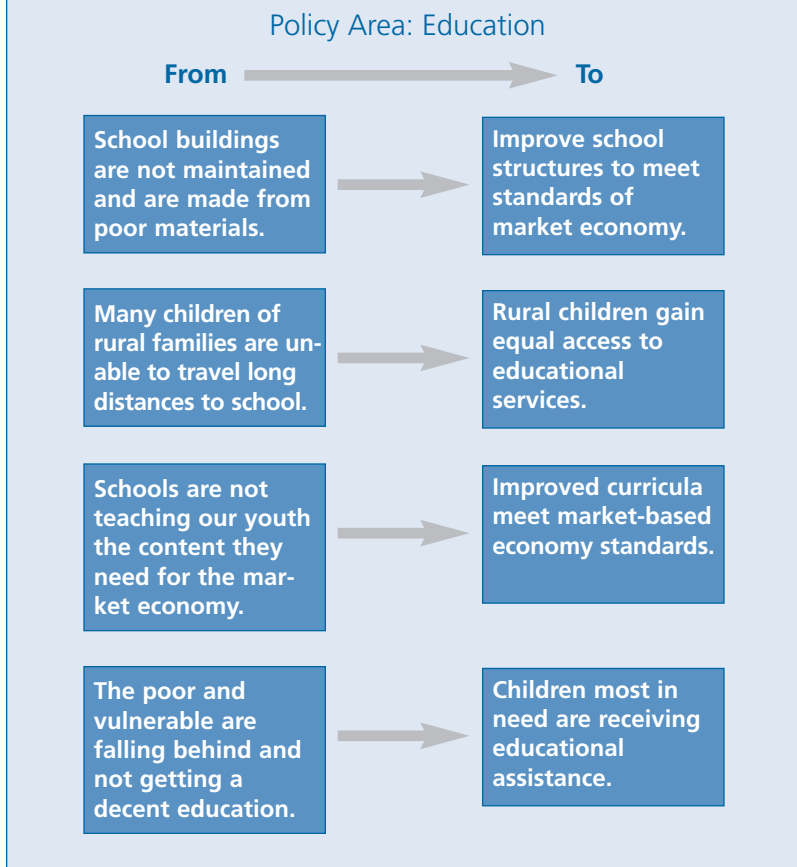 Policy Area: Education
From To
School buildings
are not maintained
and are made from
poor materials.
Improve school
structures to meet
standards of
market economy.
Many children of
rural families are un-
able to travel long
distances to school.
Rural children gain
equal access to
educational
services.
Schools are not
teaching our youth
the content they
need for the mar-
ket economy.
Improved curricula
meet market-based
economy standards.
The poor and
vulnerable are
falling behind and
not getting a
decent education.
Children most in
need are receiving
educational
assistance.